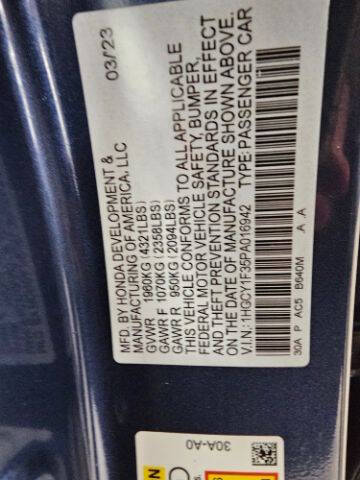 MFD. BY HONDA DEVELOPMENT &
MANUFACTURING OF AMERICA, LLC
03/23
GVWR 1960KG (4321LBS)
GAWR F 1070KG (2358LBS)
GAWR R 950KG (2094LBS)
THIS VEHICLE CONFORMS TO ALL APPLICABLE
FEDERAL MOTOR VEHICLE SAFETY, BUMPER,
AND THEFT PREVENTION STANDARDS IN EFFECT
ON THE DATE OF MANUFACTURE SHOWN ABOVE.
V.I.N.: 1HGCY1F35PA016942 TYPE: PASSENGER CAR
30A P AC5 B640M A .A
30A-A0